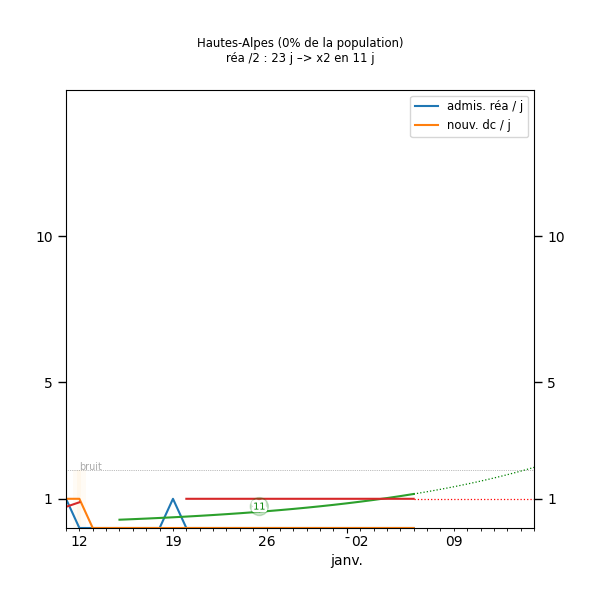 Hautes-Alpes (0% de la population)
réa /2 : 23 j –> x2 en 11 j
admis. réa / j
nouv. dc / j
10 10
5 5
bruit
1 11 1
12 19 26 02 09
janv.